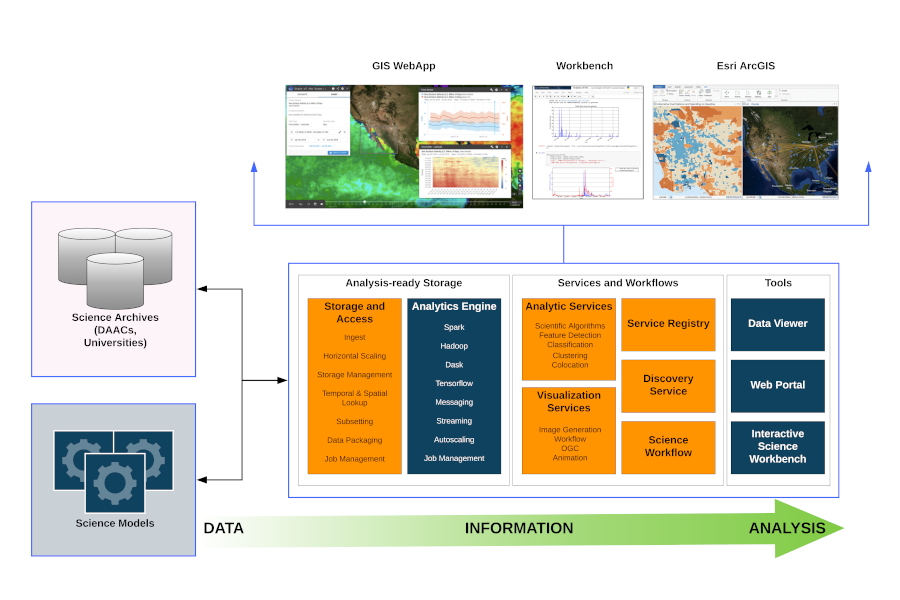 GIS WebApp
Workbench
Esri ArcGIS
Science Archives
(DAACs,
Universities)
Science Models
Analysis-ready Storage
Storage and
Access
Ingest
Horizontal Scaling
Storage Management
Temporal & Spatial
Lookup
Subsetting
Data Packaging
Job Management
Analytics Engine
Spark
Hadoop
Dask
Tensorflow
Messaging
Streaming
Autoscaling
Job Management
Services and Workflows
Analytic Services
Scientific Algorithms
Feature Detection
Classification
Clustering
Colocation
Visualization
Services
Image Generation
Workflow
OGC
Animation
Service Registry
Discovery
Service
Science
Workflow
Tools
Data Viewer
Web Portal
Interactive
Science
Workbench
DATA
INFORMATION
ANALYSIS